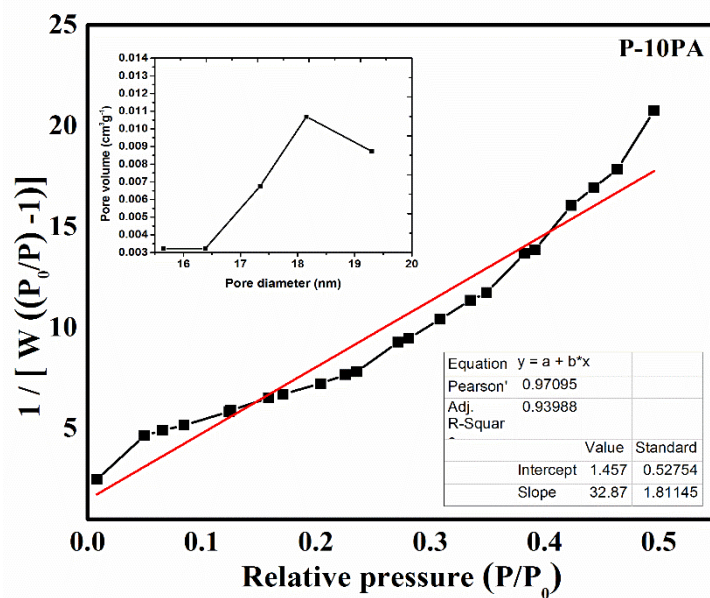 P-10PA
25
20
15
10
5
0.0 0.1 0.2 0.3 0.4 0.5
Relative pressure (P/P0)
1 / [ W ((P0/P) -1)]
0.014
0.013
0.012
0.011
0.010
0.009
0.008
0.007
0.006
0.005
0.004
0.003
16 17 18 19 20
Pore diameter (nm)
Pore volume (cm3g-1)
Equation y = a + b*x
Pearson' 0.97095
Adj. 0.93988
R-Squar
Value Standard
Intercept 1.457 0.52754
Slope 32.87 1.81145